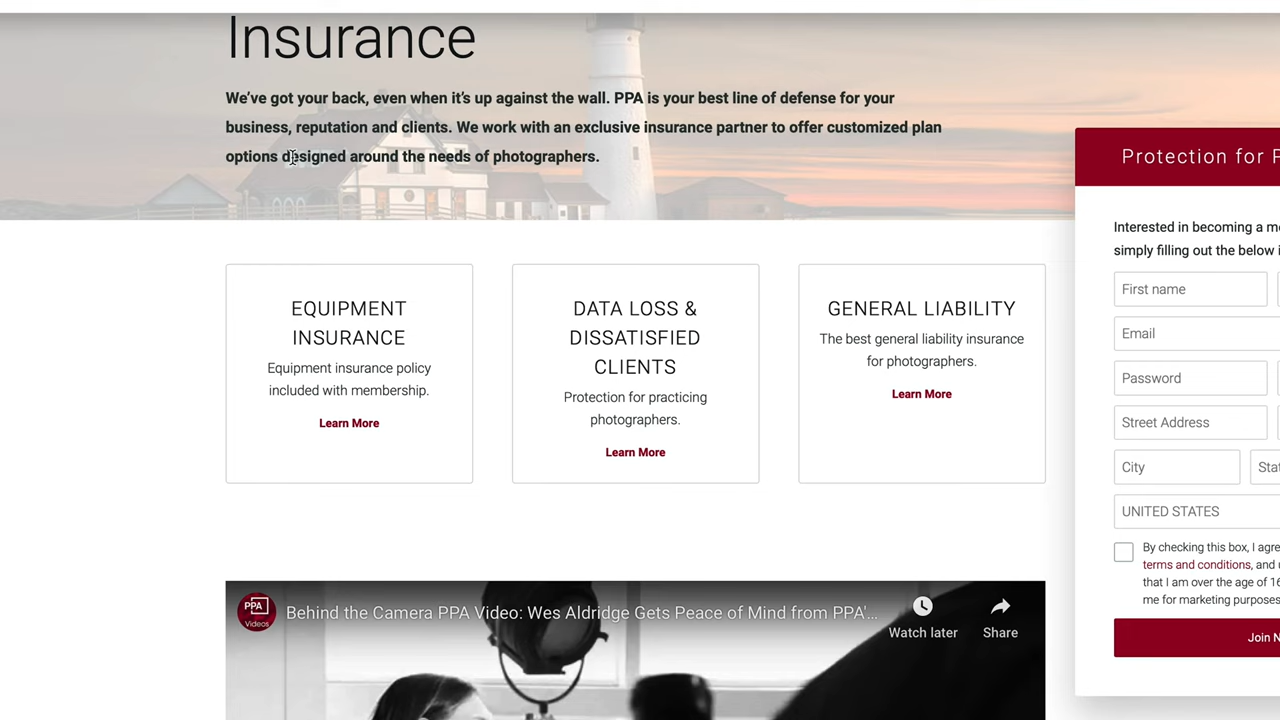 Insurance
We've got your back, even when it's up against the wall. PPA is your best line of defense for your
business, reputation and clients. We work with an exclusive insurance partner to offer customized plan
options designed around the needs of photographers.
EQUIPMENT
INSURANCE
Equipment insurance policy
included with membership.
Learn More
DATA LOSS &
DISSATISFIED
CLIENTS
Protection for practicing
photographers.
Learn More
GENERAL LIABILITY
The best general liability insurance
for photographers.
Learn More
PPA
Videos
Behind the Camera PPA Video: Wes Aldridge Gets Peace of Mind from PPA'...
Watch later
Share
Protection for P
Interested in becoming a m
simply filling out the below i
First name
Email
Password
Street Address
City
Stat
UNITED STATES
By checking this box, I agre
terms and conditions, and u
that I am over the age of 16
me for marketing purposes
Join N